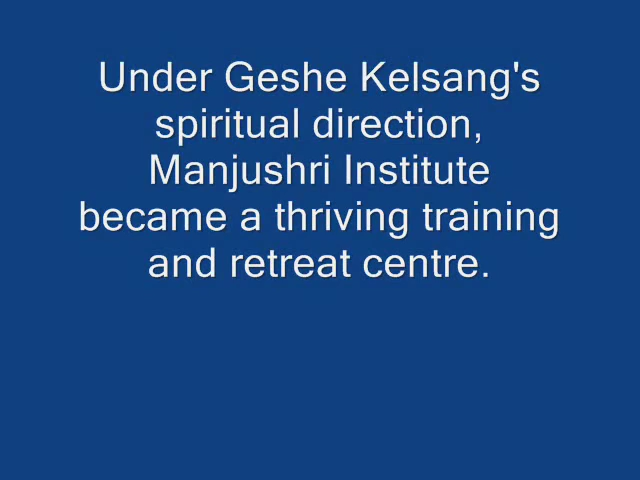 Under Geshe Kelsang's
spiritual direction,
Manjushri Institute
became a thriving training
and retreat centre.